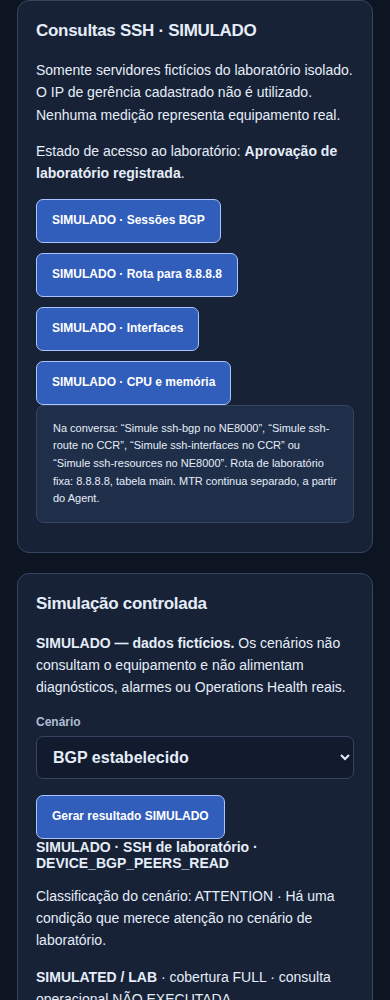 Consultas SSH · SIMULADO
Somente servidores fictícios do laboratório isolado.
O IP de gerência cadastrado não é utilizado.
Nenhuma medição representa equipamento real.
Estado de acesso ao laboratório: Aprovação de
laboratório registrada.
SIMULADO · Sessões BGP
SIMULADO · Rota para 8.8.8.8
SIMULADO · Interfaces
SIMULADO · CPU e memória
Na conversa: “Simule ssh-bgp no NE8000”, “Simule ssh-
route no CCR”, “Simule ssh-interfaces no CCR” ou
“Simule ssh-resources no NE8000”. Rota de laboratório
fixa: 8.8.8.8, tabela main. MTR continua separado, a partir
do Agent.
Simulação controlada
SIMULADO — dados fictícios. Os cenários não
consultam o equipamento e não alimentam
diagnósticos, alarmes ou Operations Health reais.
Cenário
BGP estabelecido
Gerar resultado SIMULADO
SIMULADO · SSH de laboratório ·
DEVICE_BGP_PEERS_READ
Classificação do cenário: ATTENTION · Há uma
condição que merece atenção no cenário de
laboratório.
SIMULATED / LAB · cobertura FULL · consulta
operacional NÃO EXECUTADA